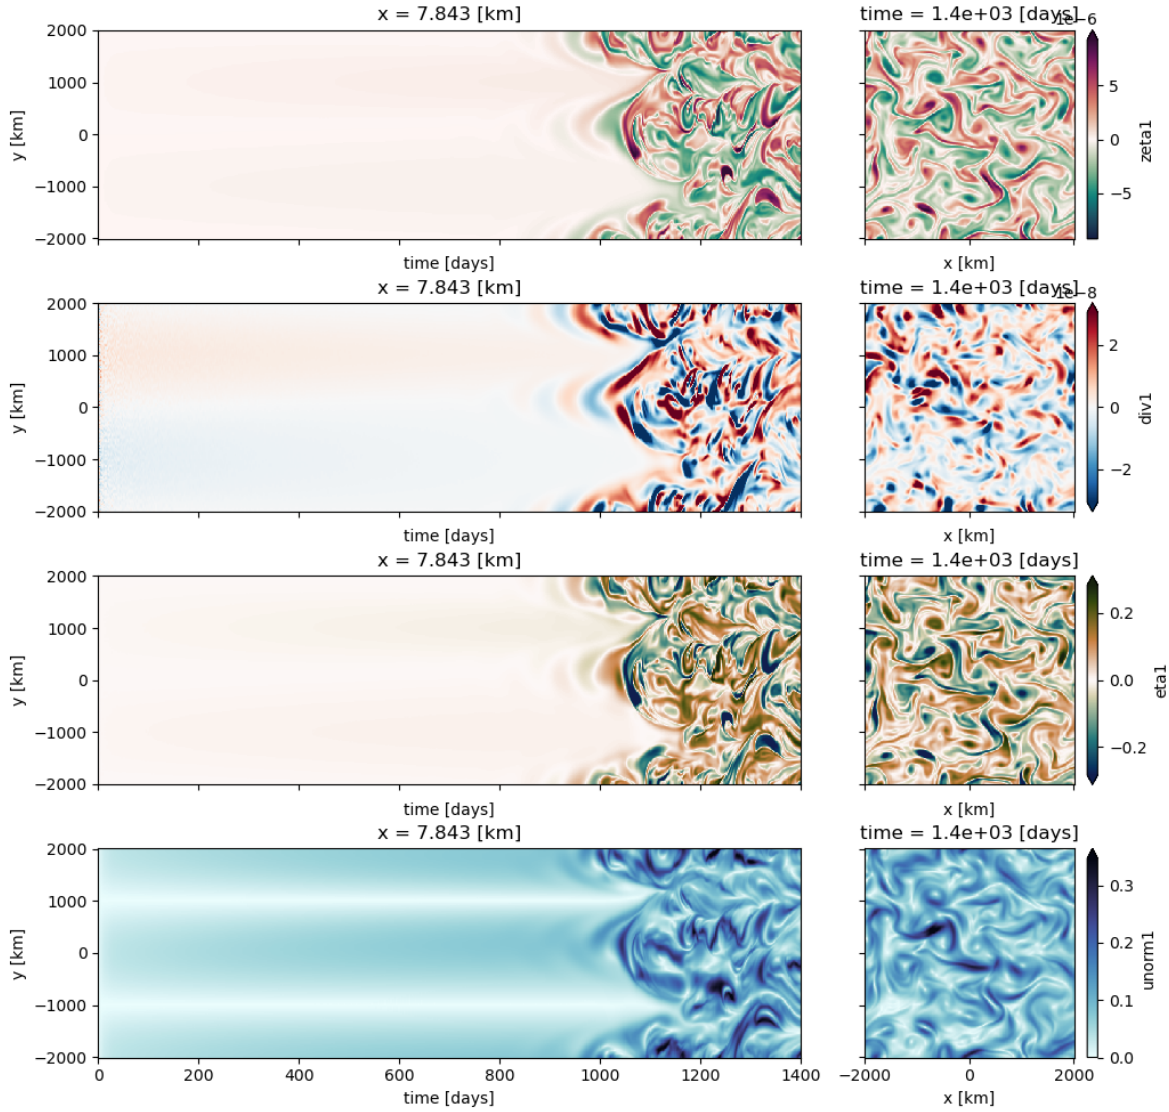 x = 7.843 [km]
time = 1.4e+03 [days]
1e−6
2000
1000
0
−1000
−2000
y [km]
time [days]
x [km]
5
0
−5
zeta1
x = 7.843 [km]
time = 1.4e+03 [days]
1e−8
2000
1000
0
−1000
−2000
y [km]
time [days]
x [km]
2
0
−2
div1
x = 7.843 [km]
time = 1.4e+03 [days]
2000
1000
0
−1000
−2000
y [km]
time [days]
x [km]
0.2
0.0
−0.2
eta1
x = 7.843 [km]
time = 1.4e+03 [days]
2000
1000
0
−1000
−2000
y [km]
0 200 400 600 800 1000 1200 1400
time [days]
−2000 0 2000
x [km]
0.3
0.2
0.1
0.0
unorm1